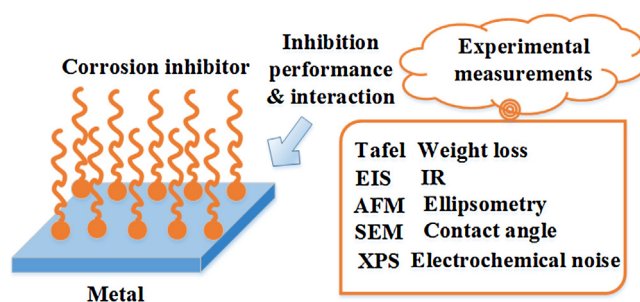 Corrosion inhibitor
Metal
Inhibition
performance
& interaction
Experimental
measurements
Tafel Weight loss
EIS IR
AFM Ellipsometry
SEM Contact angle
XPS Electrochemical noise